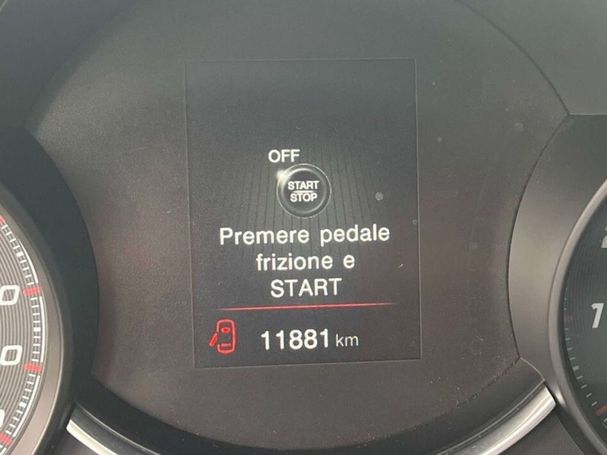 OFF
START
STOP
Premere pedale
frizione e
START
11881 km